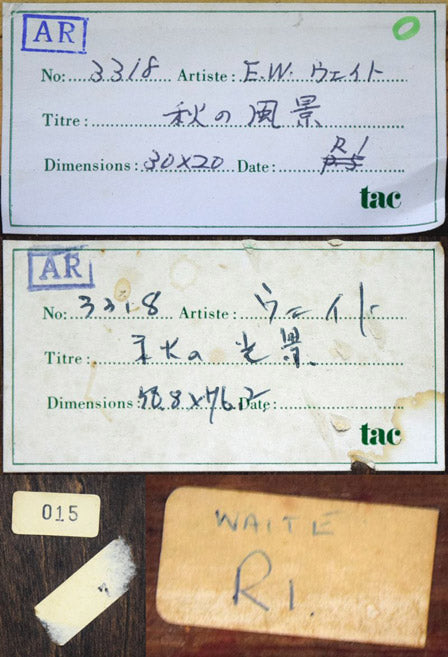 AR
No: 3318 Artiste: E.W. ウェイト
Titre: 秋の風景
R1
Dimensions: 30×20 Date:
tac
AR
No: 3318 Artiste: ウェイト
Titre: 秋の光景
Dimensions: ×76.2 Date:
tac
015
WAITE
R1.